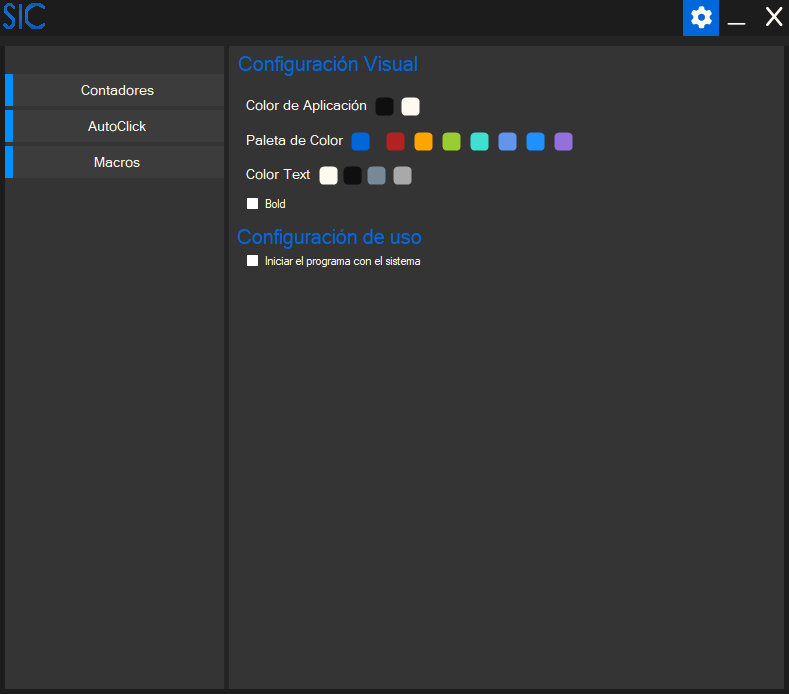 SIC
Contadores
AutoClick
Macros
Configuración Visual
Color de Aplicación
Paleta de Color
Color Text
Bold
Configuración de uso
Iniciar el programa con el sistema